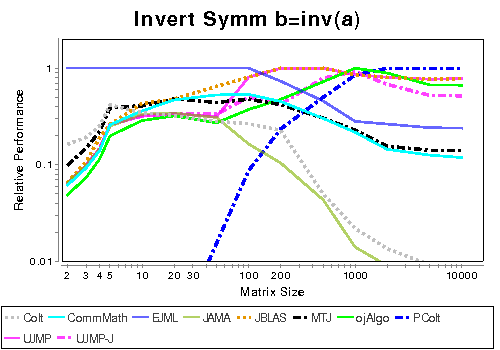 Invert Symm b=inv(a)
Relative Performance
1
0.1
0.01
2 3 4 5 10 20 30 100 200 1000 10000
Matrix Size
Colt CommMath EJML JAMA JBLAS MTJ ojAlgo PColt
UJMP UJMP-J